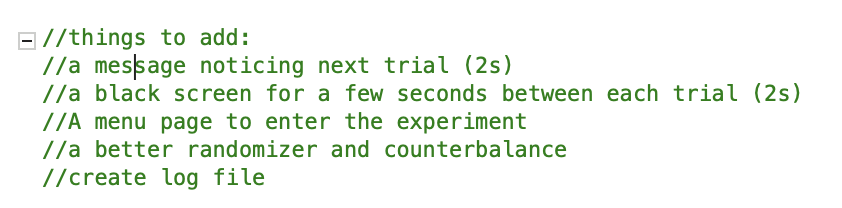 //things to add:
//a message noticing next trial (2s)
//a black screen for a few seconds between each trial (2s)
//A menu page to enter the experiment
//a better randomizer and counterbalance
//create log file